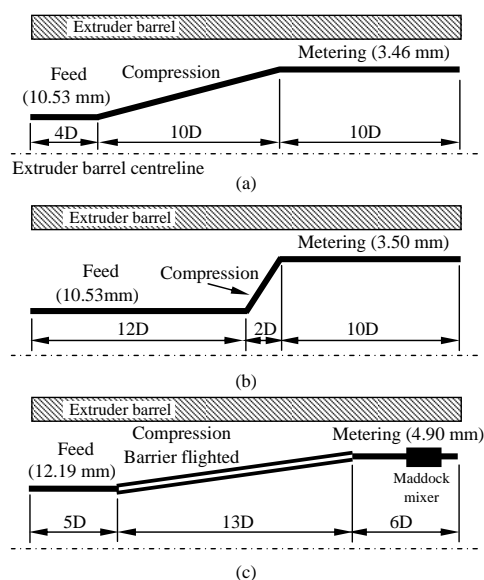 Extruder barrel
Metering (3.46 mm)
Feed
(10.53 mm)
Compression
4D
10D
10D
Extruder barrel centreline
(a)
Extruder barrel
Metering (3.50 mm)
Feed
(10.53mm)
Compression
12D
2D
10D
(b)
Extruder barrel
Compression
Barrier flighted
Feed
(12.19 mm)
Metering (4.90 mm)
Maddock
mixer
5D
13D
6D
(c)